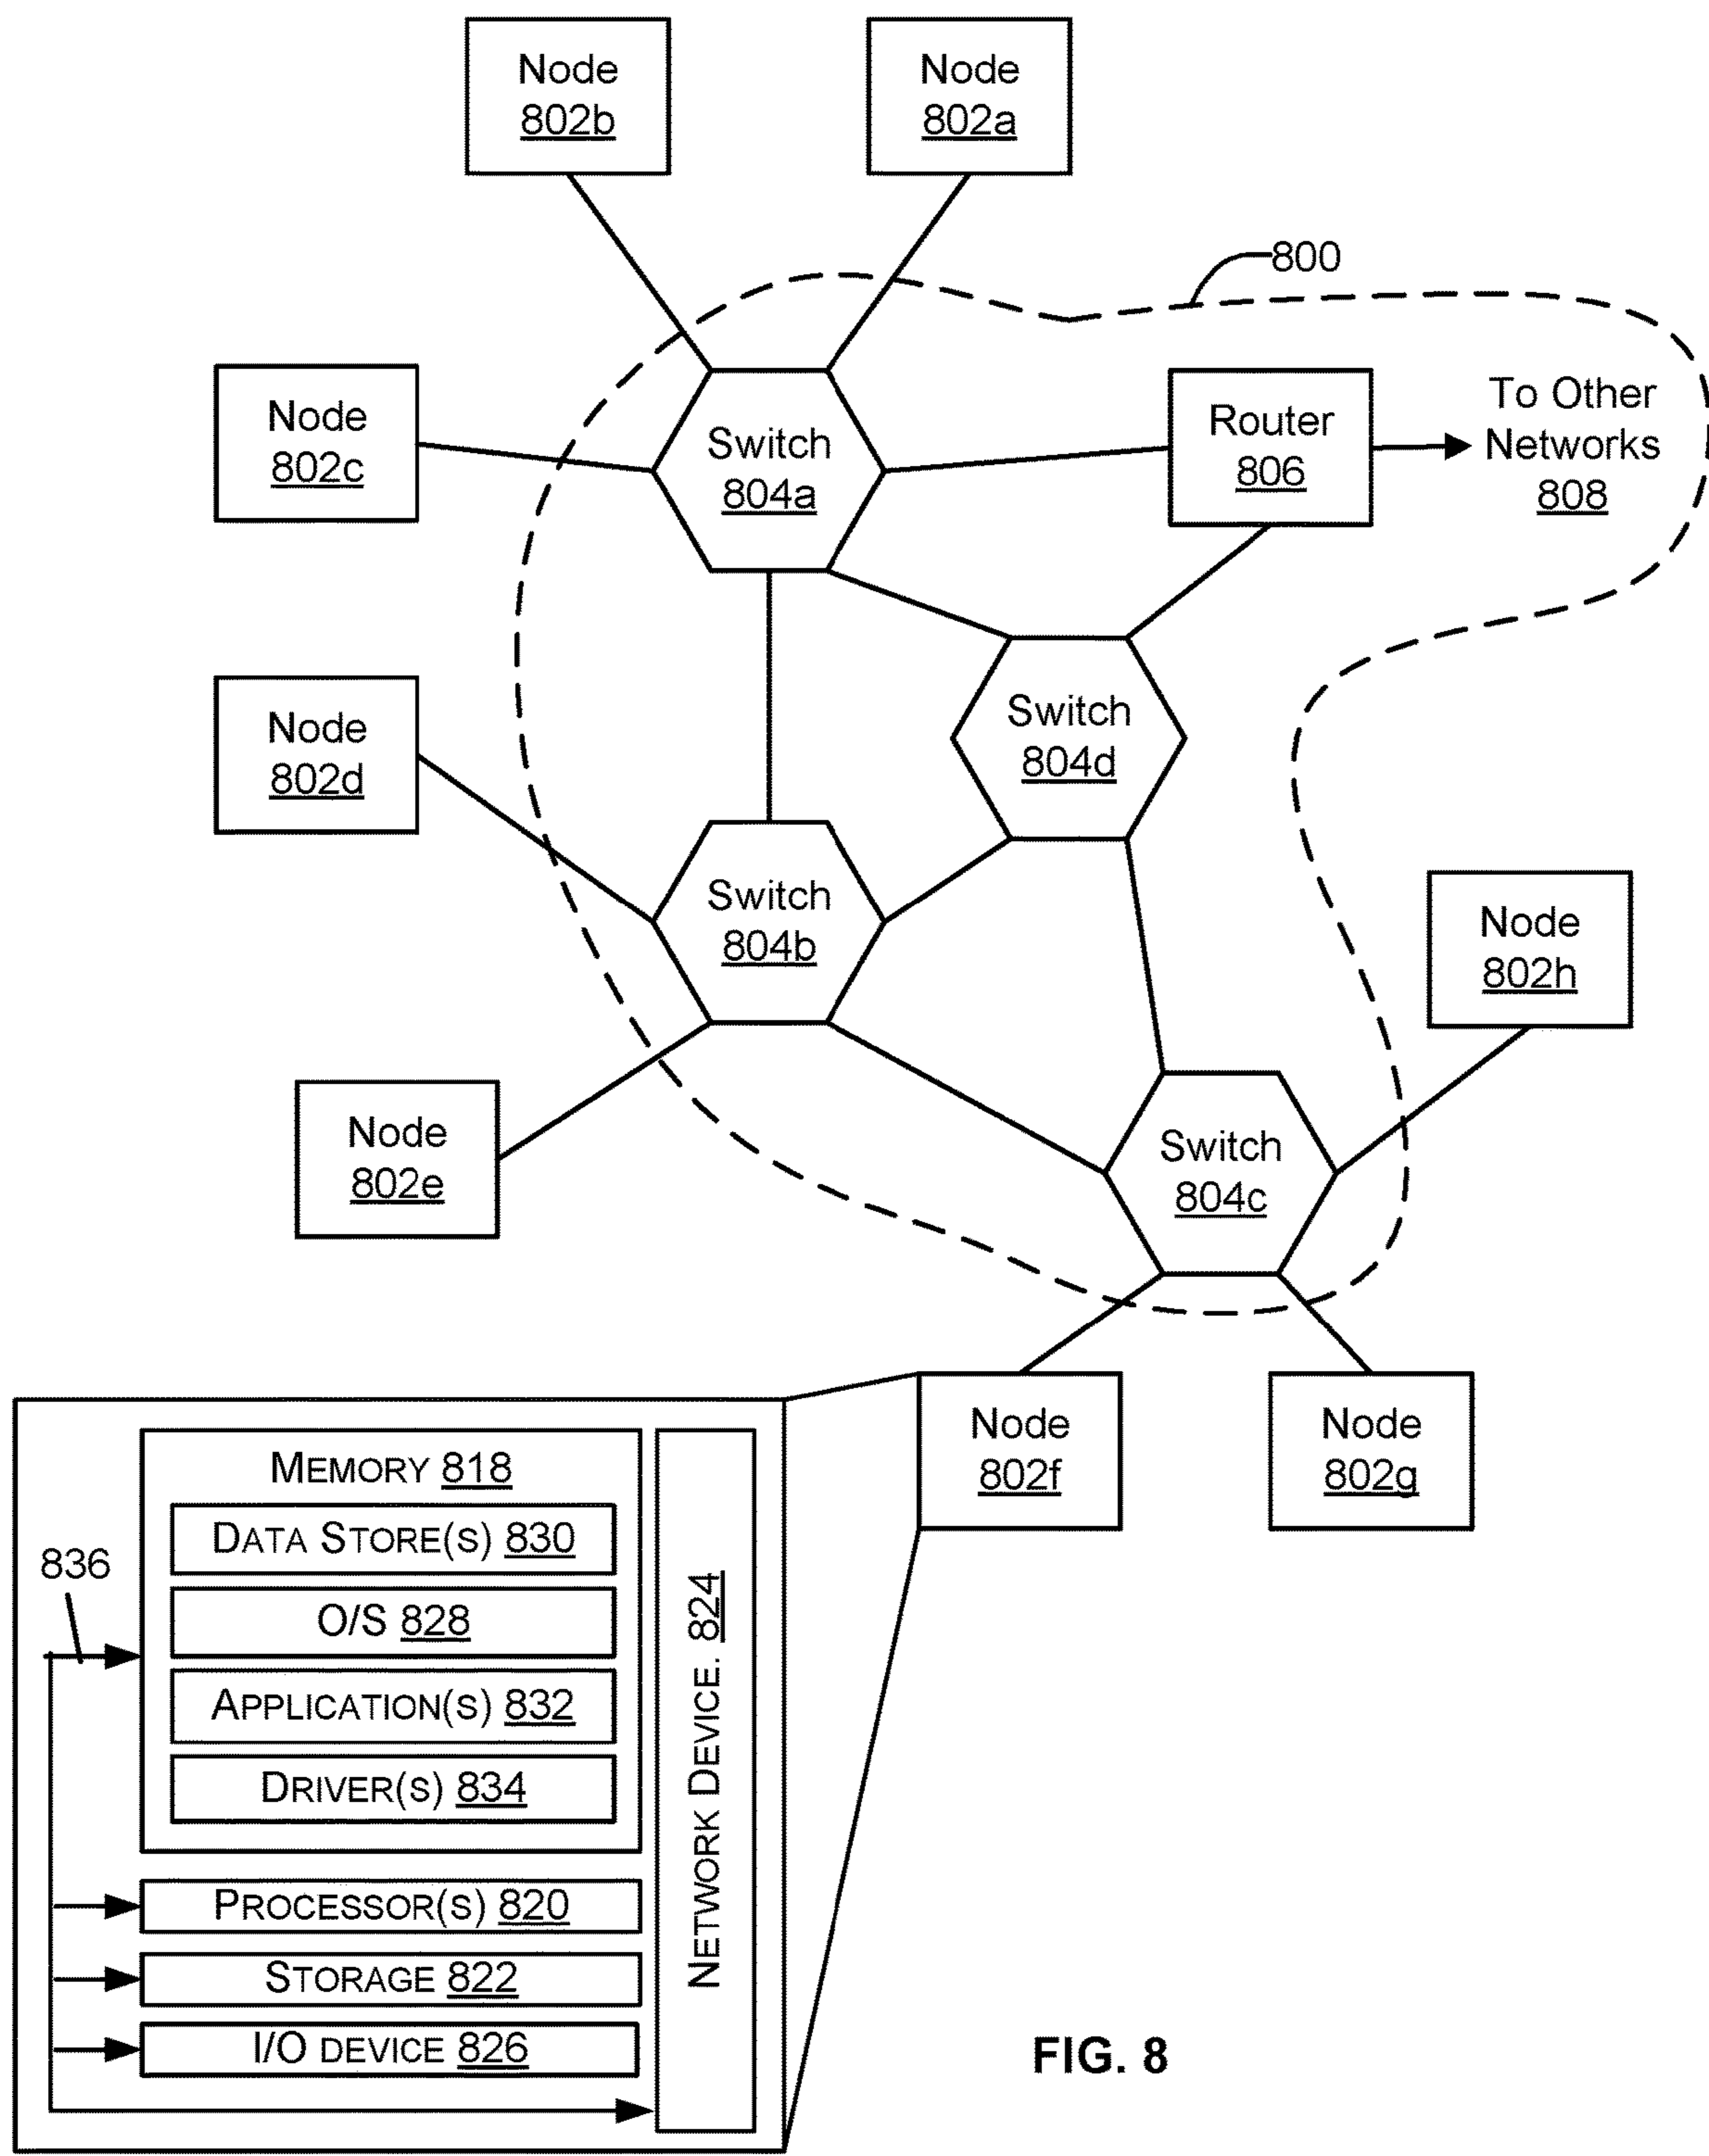 Node
802b
Node
802a
800
Node
802c
Switch
804a
Router
806
To Other
Networks
808
Node
802d
Switch
804d
Switch
804b
Node
802h
Node
802e
Switch
804c
Node
802f
Node
802g
MEMORY 818
DATA STORE(S) 830
836
O/S 828
APPLICATION(S) 832
DRIVER(S) 834
NETWORK DEVICE. 824
PROCESSOR(S) 820
STORAGE 822
I/O DEVICE 826
FIG. 8